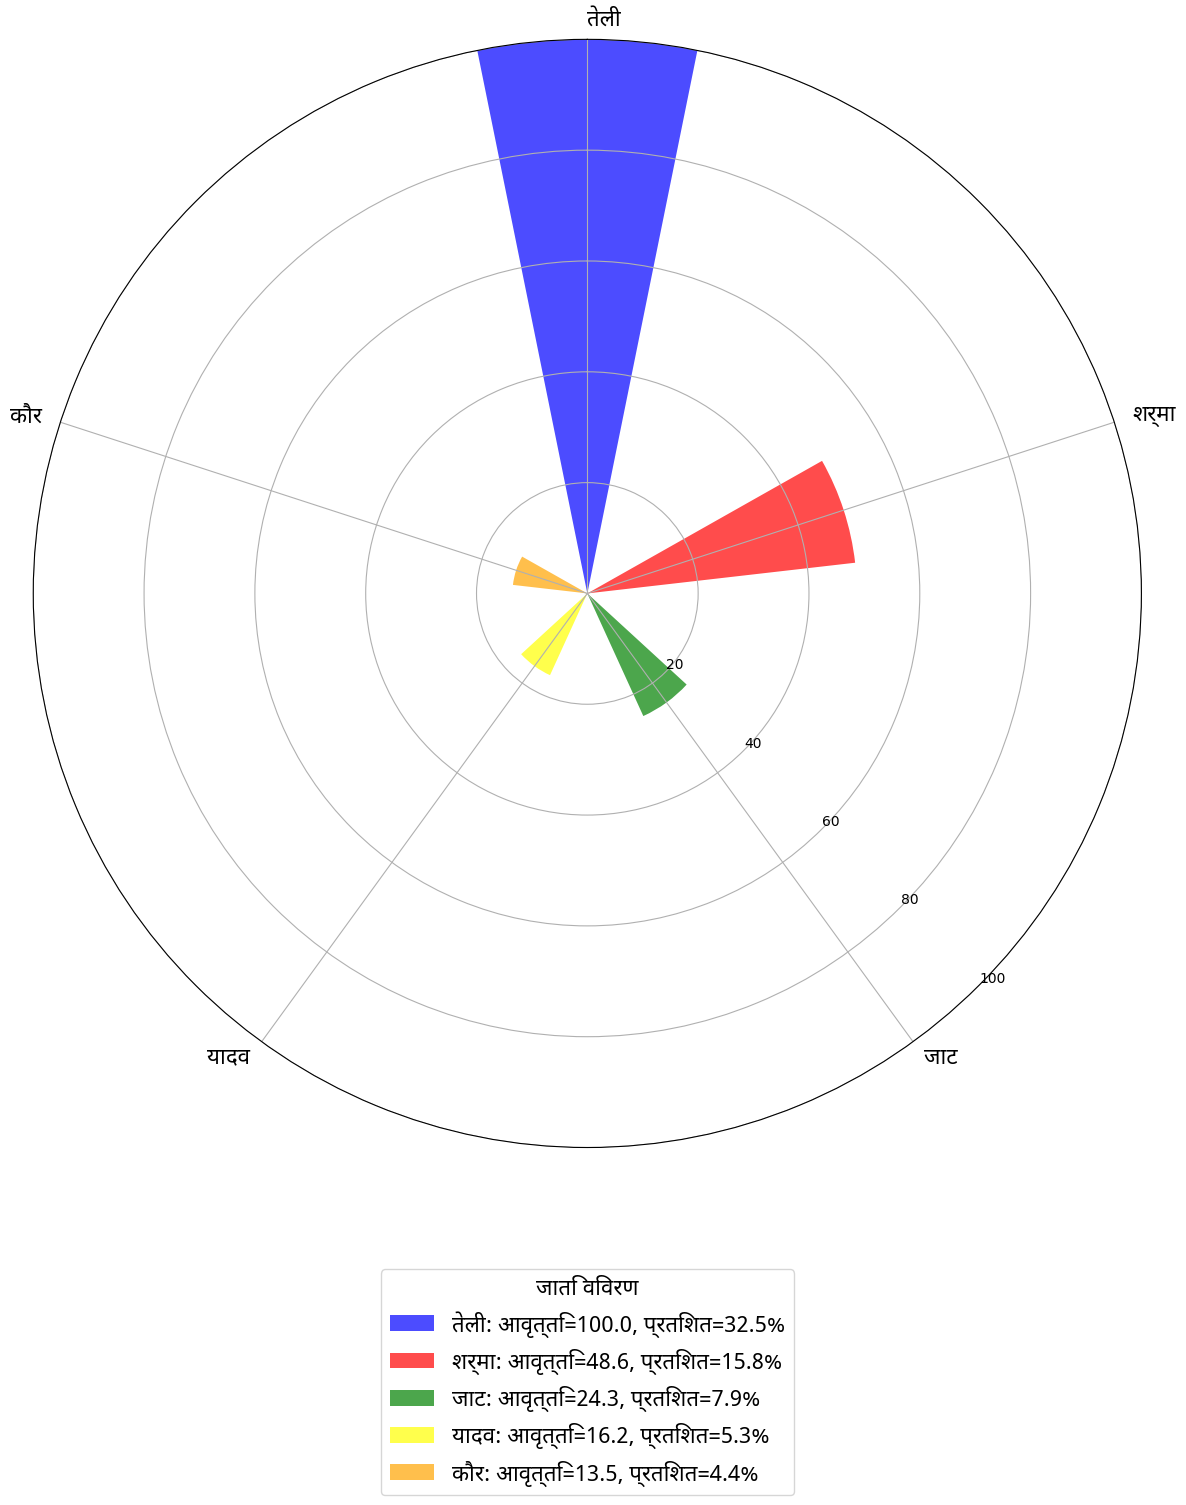 तेली
शर्मा
कौर
20
40
60
80
100
यादव
जाट
जाति विवरण
तेली: आवृत्ति=100.0, प्रतिशत=32.5%
शर्मा: आवृत्ति=48.6, प्रतिशत=15.8%
जाट: आवृत्ति=24.3, प्रतिशत=7.9%
यादव: आवृत्ति=16.2, प्रतिशत=5.3%
कौर: आवृत्ति=13.5, प्रतिशत=4.4%